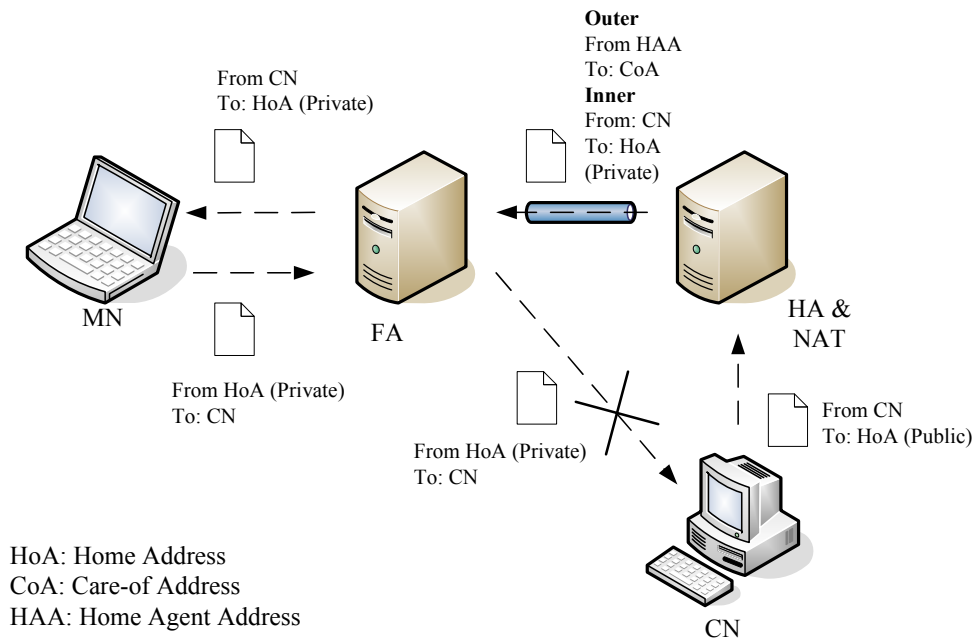 Outer
From HAA
To: CoA
Inner
From: CN
To: HoA
(Private)
From CN
To: HoA (Private)
MN
FA
HA &
NAT
From HoA (Private)
To: CN
From HoA (Private)
To: CN
From CN
To: HoA (Public)
CN
HoA: Home Address
CoA: Care-of Address
HAA: Home Agent Address